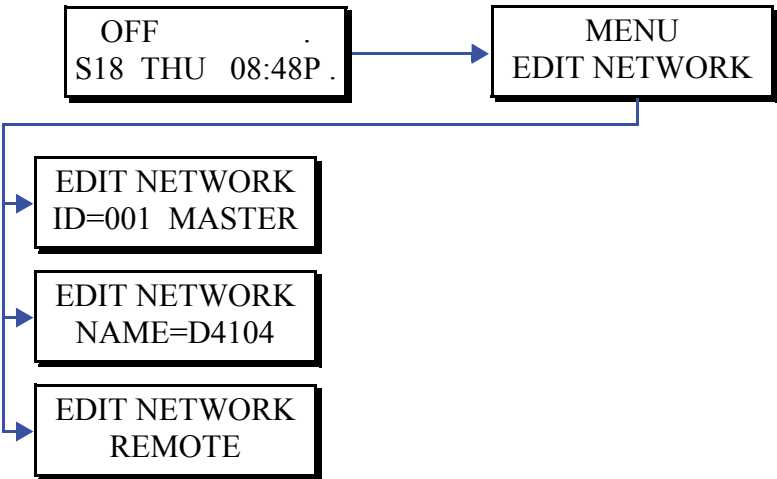 OFF .
S18 THU 08:48P .
MENU
EDIT NETWORK
EDIT NETWORK
ID=001 MASTER
EDIT NETWORK
NAME=D4104
EDIT NETWORK
REMOTE